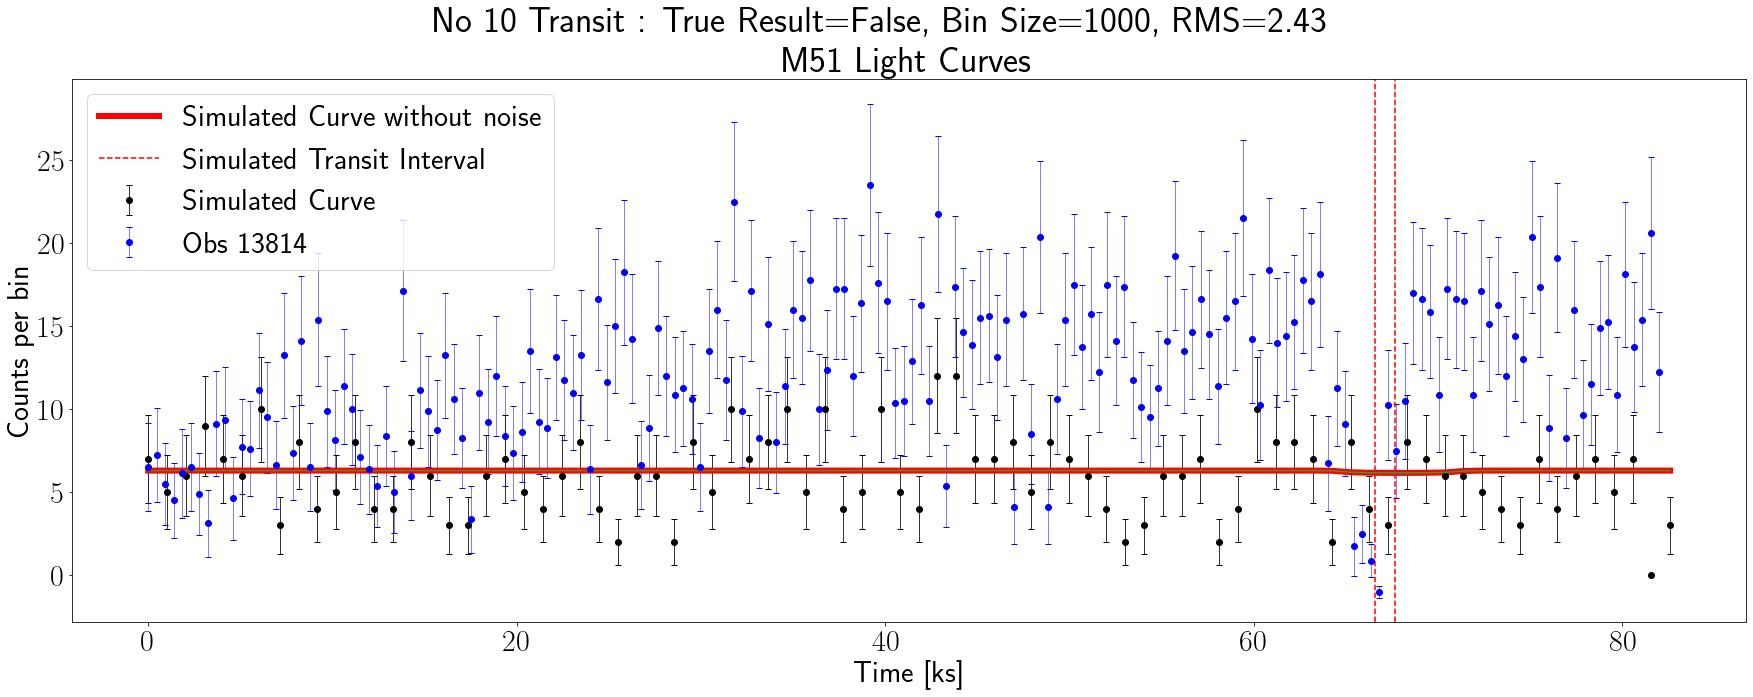 No 10 Transit : True Result=False, Bin Size=1000, RMS=2.43
M51 Light Curves
Simulated Curve without noise
Simulated Transit Interval
Simulated Curve
Obs 13814
Counts per bin
25
20
15
10
5
0
0 20 40 60 80
Time [ks]